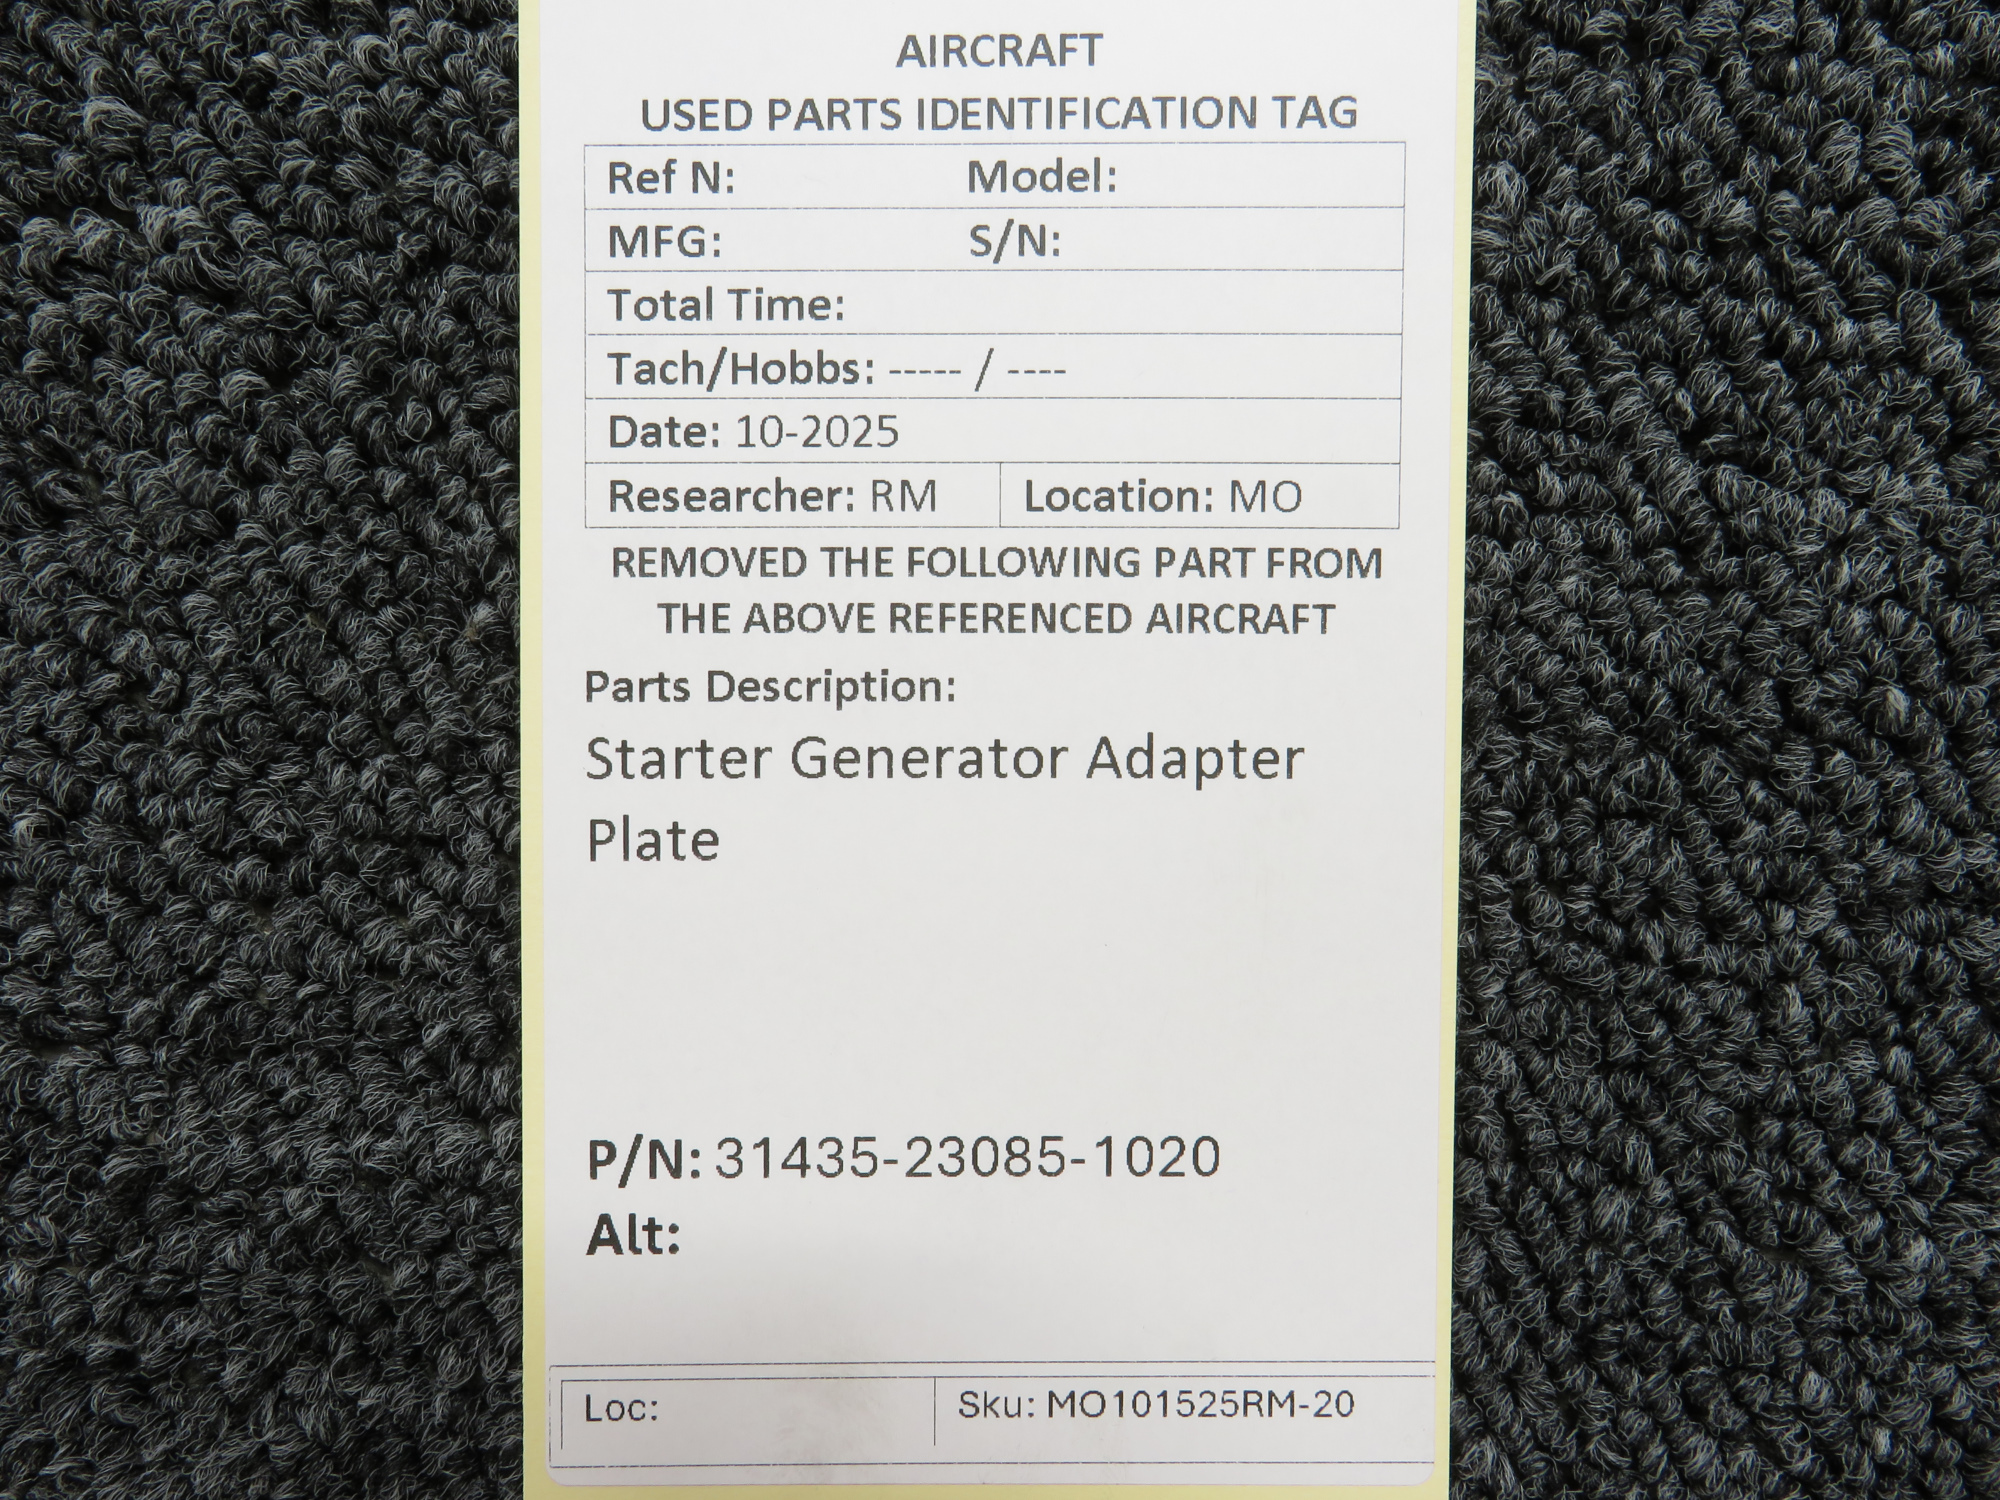 AIRCRAFT
USED PARTS IDENTIFICATION TAG
Ref N: Model:
MFG: S/N:
Total Time:
Tach/Hobbs: ----- / ----
Date: 10-2025
Researcher: RM Location: MO
REMOVED THE FOLLOWING PART FROM
THE ABOVE REFERENCED AIRCRAFT
Parts Description:
Starter Generator Adapter
Plate
P/N: 31435-23085-1020
Alt:
Loc: Sku: MO101525RM-20